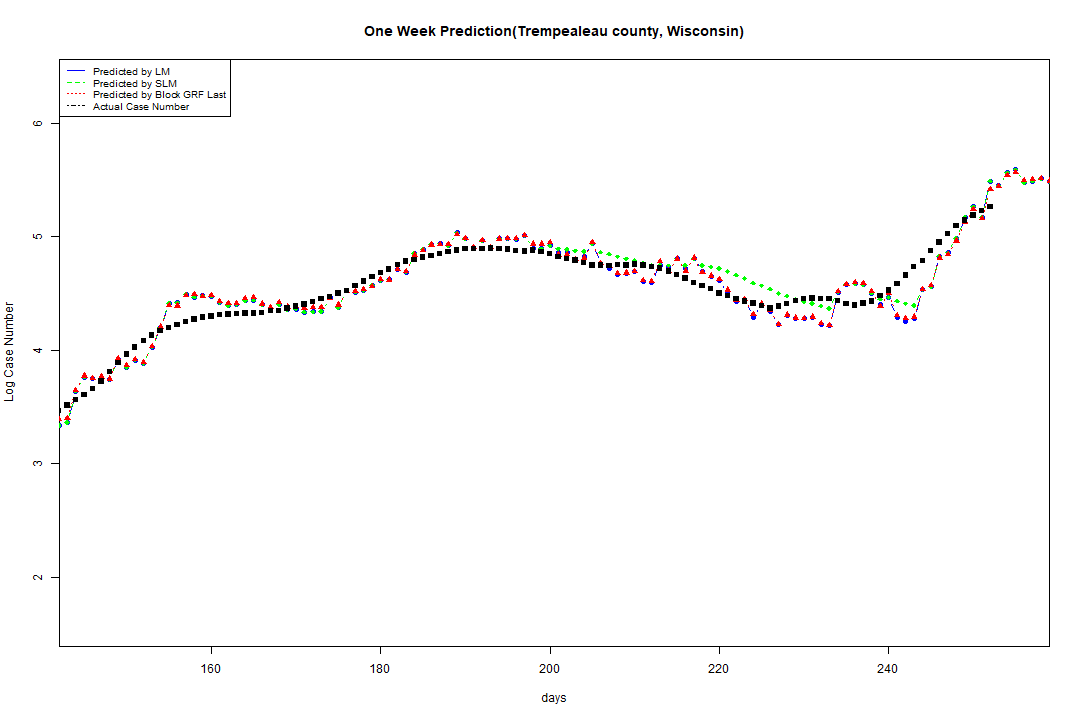 One Week Prediction(Trempealeau county, Wisconsin)
Predicted by LM
Predicted by SLM
Predicted by Block GRF Last
Actual Case Number
6
5
4
3
2
Log Case Number
160 180 200 220 240
days